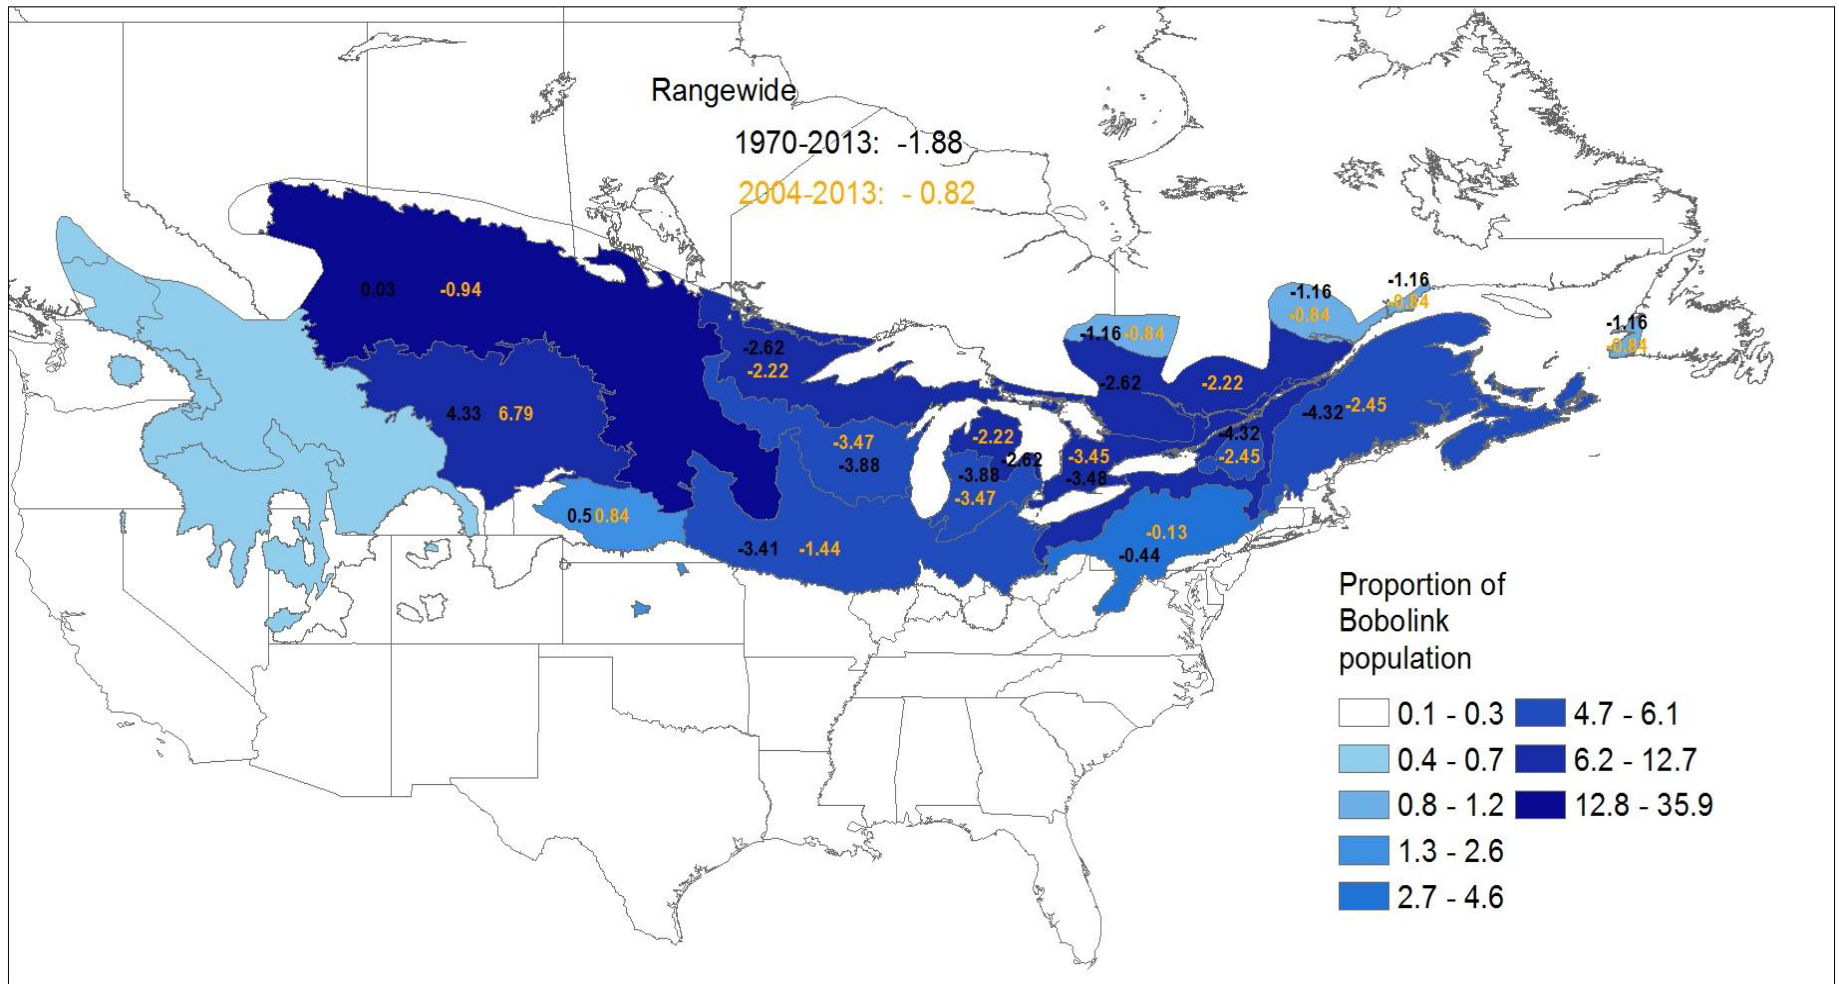 Rangewide
1970-2013: -1.88
2004-2013: - 0.82
0.03 -0.94
-2.62
-2.22
4.33 6.79
-3.47
-3.88
-2.22
-2.62
-3.88
-3.47
-3.45
-3.48
-1.16 -0.84
-2.62 -2.22
-1.16
-0.84
-1.16
-0.84
-1.16
-0.84
-4.32 -2.45
-4.32
-2.45
0.5 0.84
-3.41 -1.44
-0.13
-0.44
Proportion of
Bobolink
population
0.1 - 0.3 4.7 - 6.1
0.4 - 0.7 6.2 - 12.7
0.8 - 1.2 12.8 - 35.9
1.3 - 2.6
2.7 - 4.6